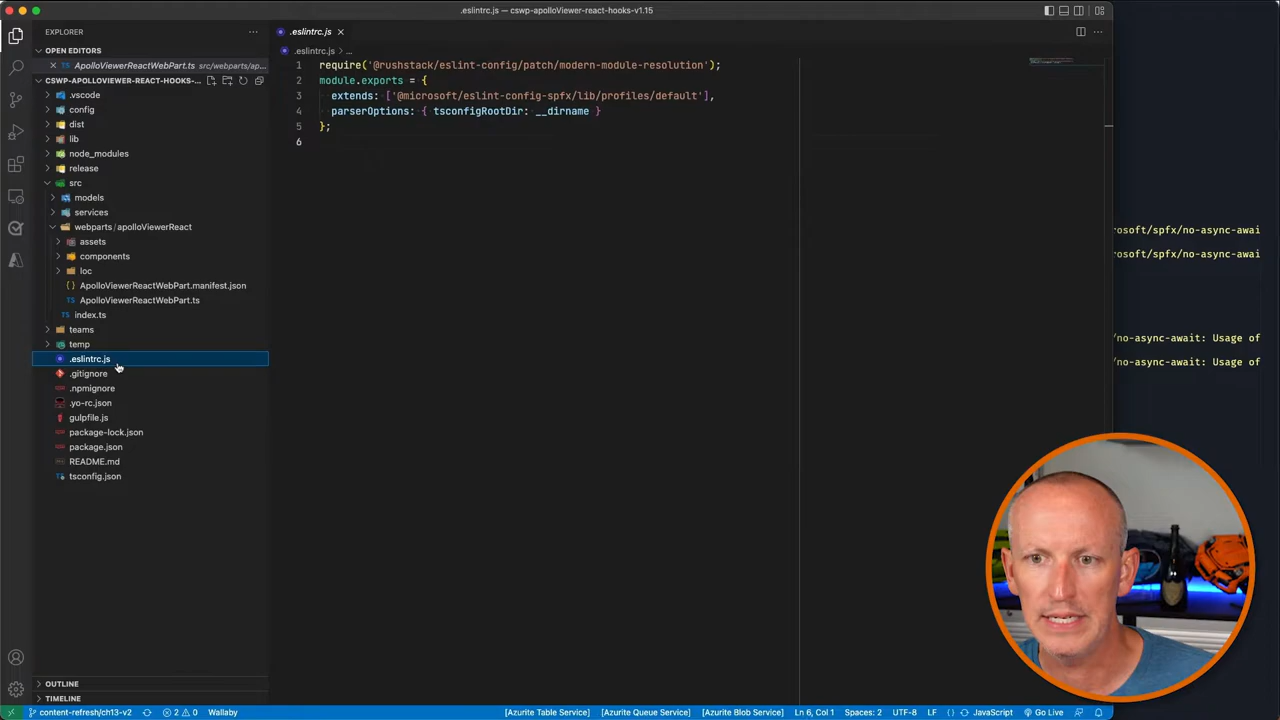 .eslintrc.js — cswp-apolloViewer-react-hooks-v1.15
EXPLORER
OPEN EDITORS
ApolloViewerReactWebPart.ts src/webparts/ap...
CSWP-APOLLOVIEWER-REACT-HOOKS-...
.vscode
config
dist
lib
node_modules
release
src
models
services
webparts / apolloViewerReact
assets
components
loc
ApolloViewerReactWebPart.manifest.json
ApolloViewerReactWebPart.ts
index.ts
teams
temp
.eslintrc.js
.gitignore
.npmignore
.yo-rc.json
gulpfile.js
package-lock.json
package.json
README.md
tsconfig.json
OUTLINE
TIMELINE
.eslintrc.js
.eslintrc.js > ...
1 require('@rushstack/eslint-config/patch/modern-module-resolution');
2 module.exports = {
3 extends: ['@microsoft/eslint-config-spfx/lib/profiles/default'],
4 parserOptions: { tsconfigRootDir: __dirname }
5 };
6
rosoft/spfx/no-async-awai
rosoft/spfx/no-async-awai
/no-async-await: Usage of
/no-async-await: Usage of
content-refresh/ch13-v2 2 0 Wallaby [Azurite Table Service] [Azurite Queue Service] [Azurite Blob Service] Ln 6, Col 1 Spaces: 2 UTF-8 LF {} JavaScript Go Live